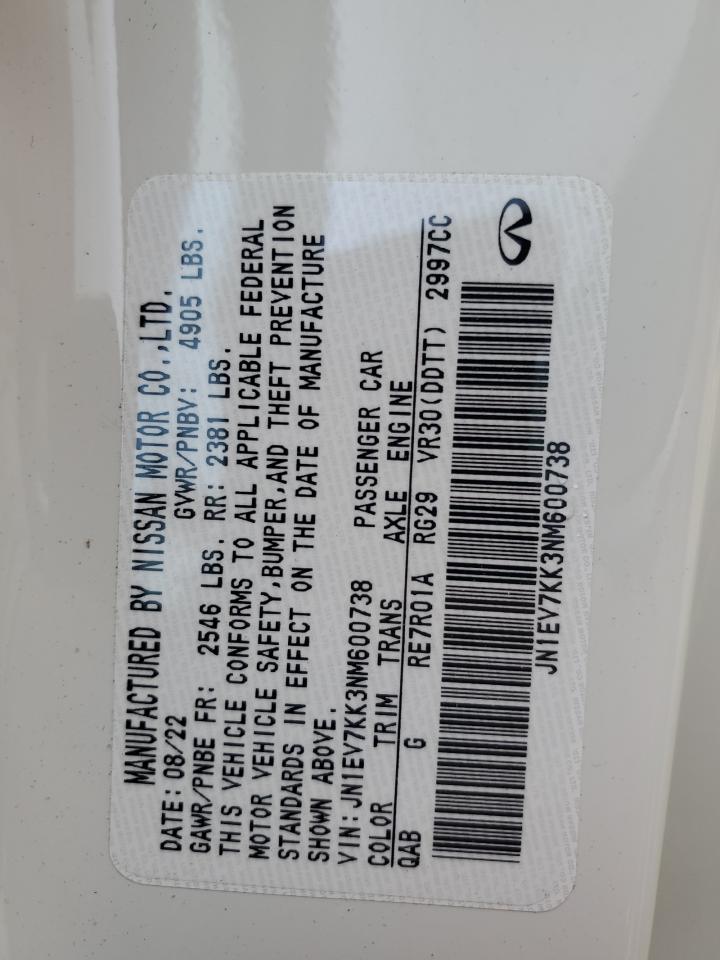 MANUFACTURED BY NISSAN MOTOR CO.,LTD.
DATE: 08/22 GVWR/PNBV: 4905 LBS.
GAWR/PNBE FR: 2546 LBS. RR: 2381 LBS.
THIS VEHICLE CONFORMS TO ALL APPLICABLE FEDERAL
MOTOR VEHICLE SAFETY,BUMPER,AND THEFT PREVENTION
STANDARDS IN EFFECT ON THE DATE OF MANUFACTURE
SHOWN ABOVE.
VIN:JN1EV7KK3NM600738 PASSENGER CAR
COLOR TRIM TRANS AXLE ENGINE
QAB G RE7R01A RG29 VR30(DDTT) 2997CC
JN1EV7KK3NM600738